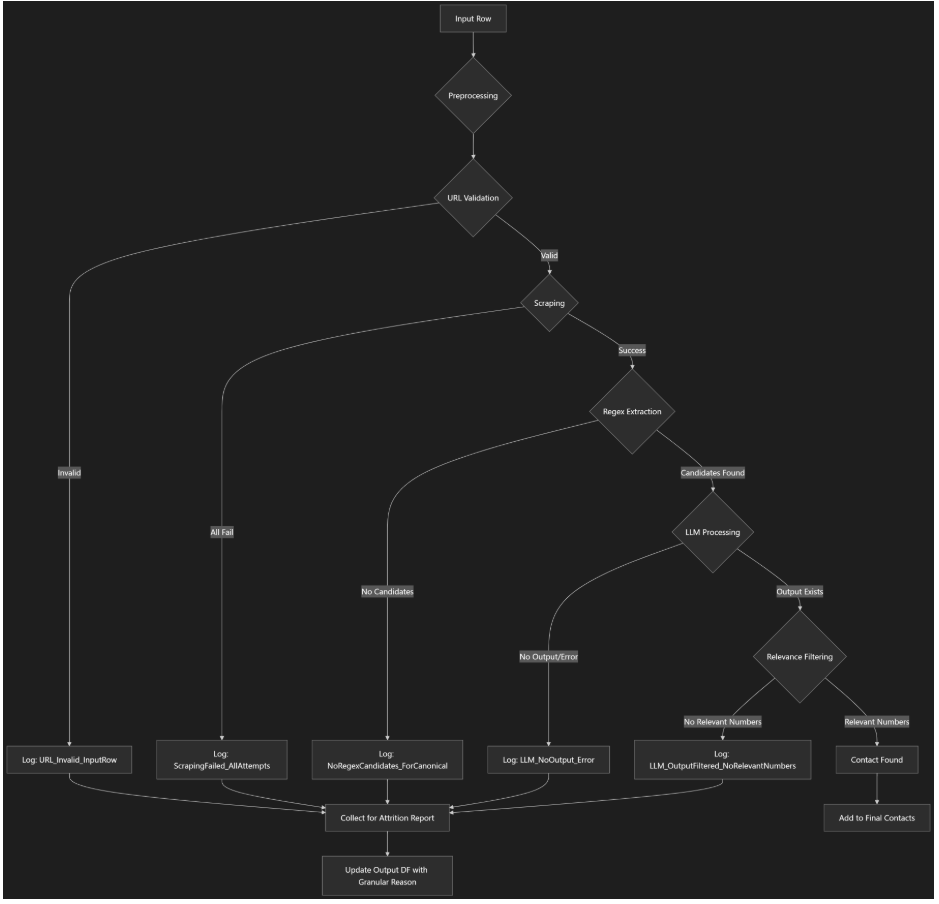 Input Row
Preprocessing
URL Validation
Valid
Scraping
Success
Regex Extraction
Invalid
Candidates Found
All Fail
LLM Processing
No Candidates
Output Exists
No Output/Error
Relevance Filtering
No Relevant Numbers
Relevant Numbers
Log: URL_Invalid_InputRow
Log:
ScrapingFailed_AllAttempts
Log:
NoRegexCandidates_ForCanonical
Log: LLM_NoOutput_Error
Log:
LLM_OutputFiltered_NoRelevantNumbers
Contact Found
Collect for Attrition Report
Add to Final Contacts
Update Output DF with
Granular Reason